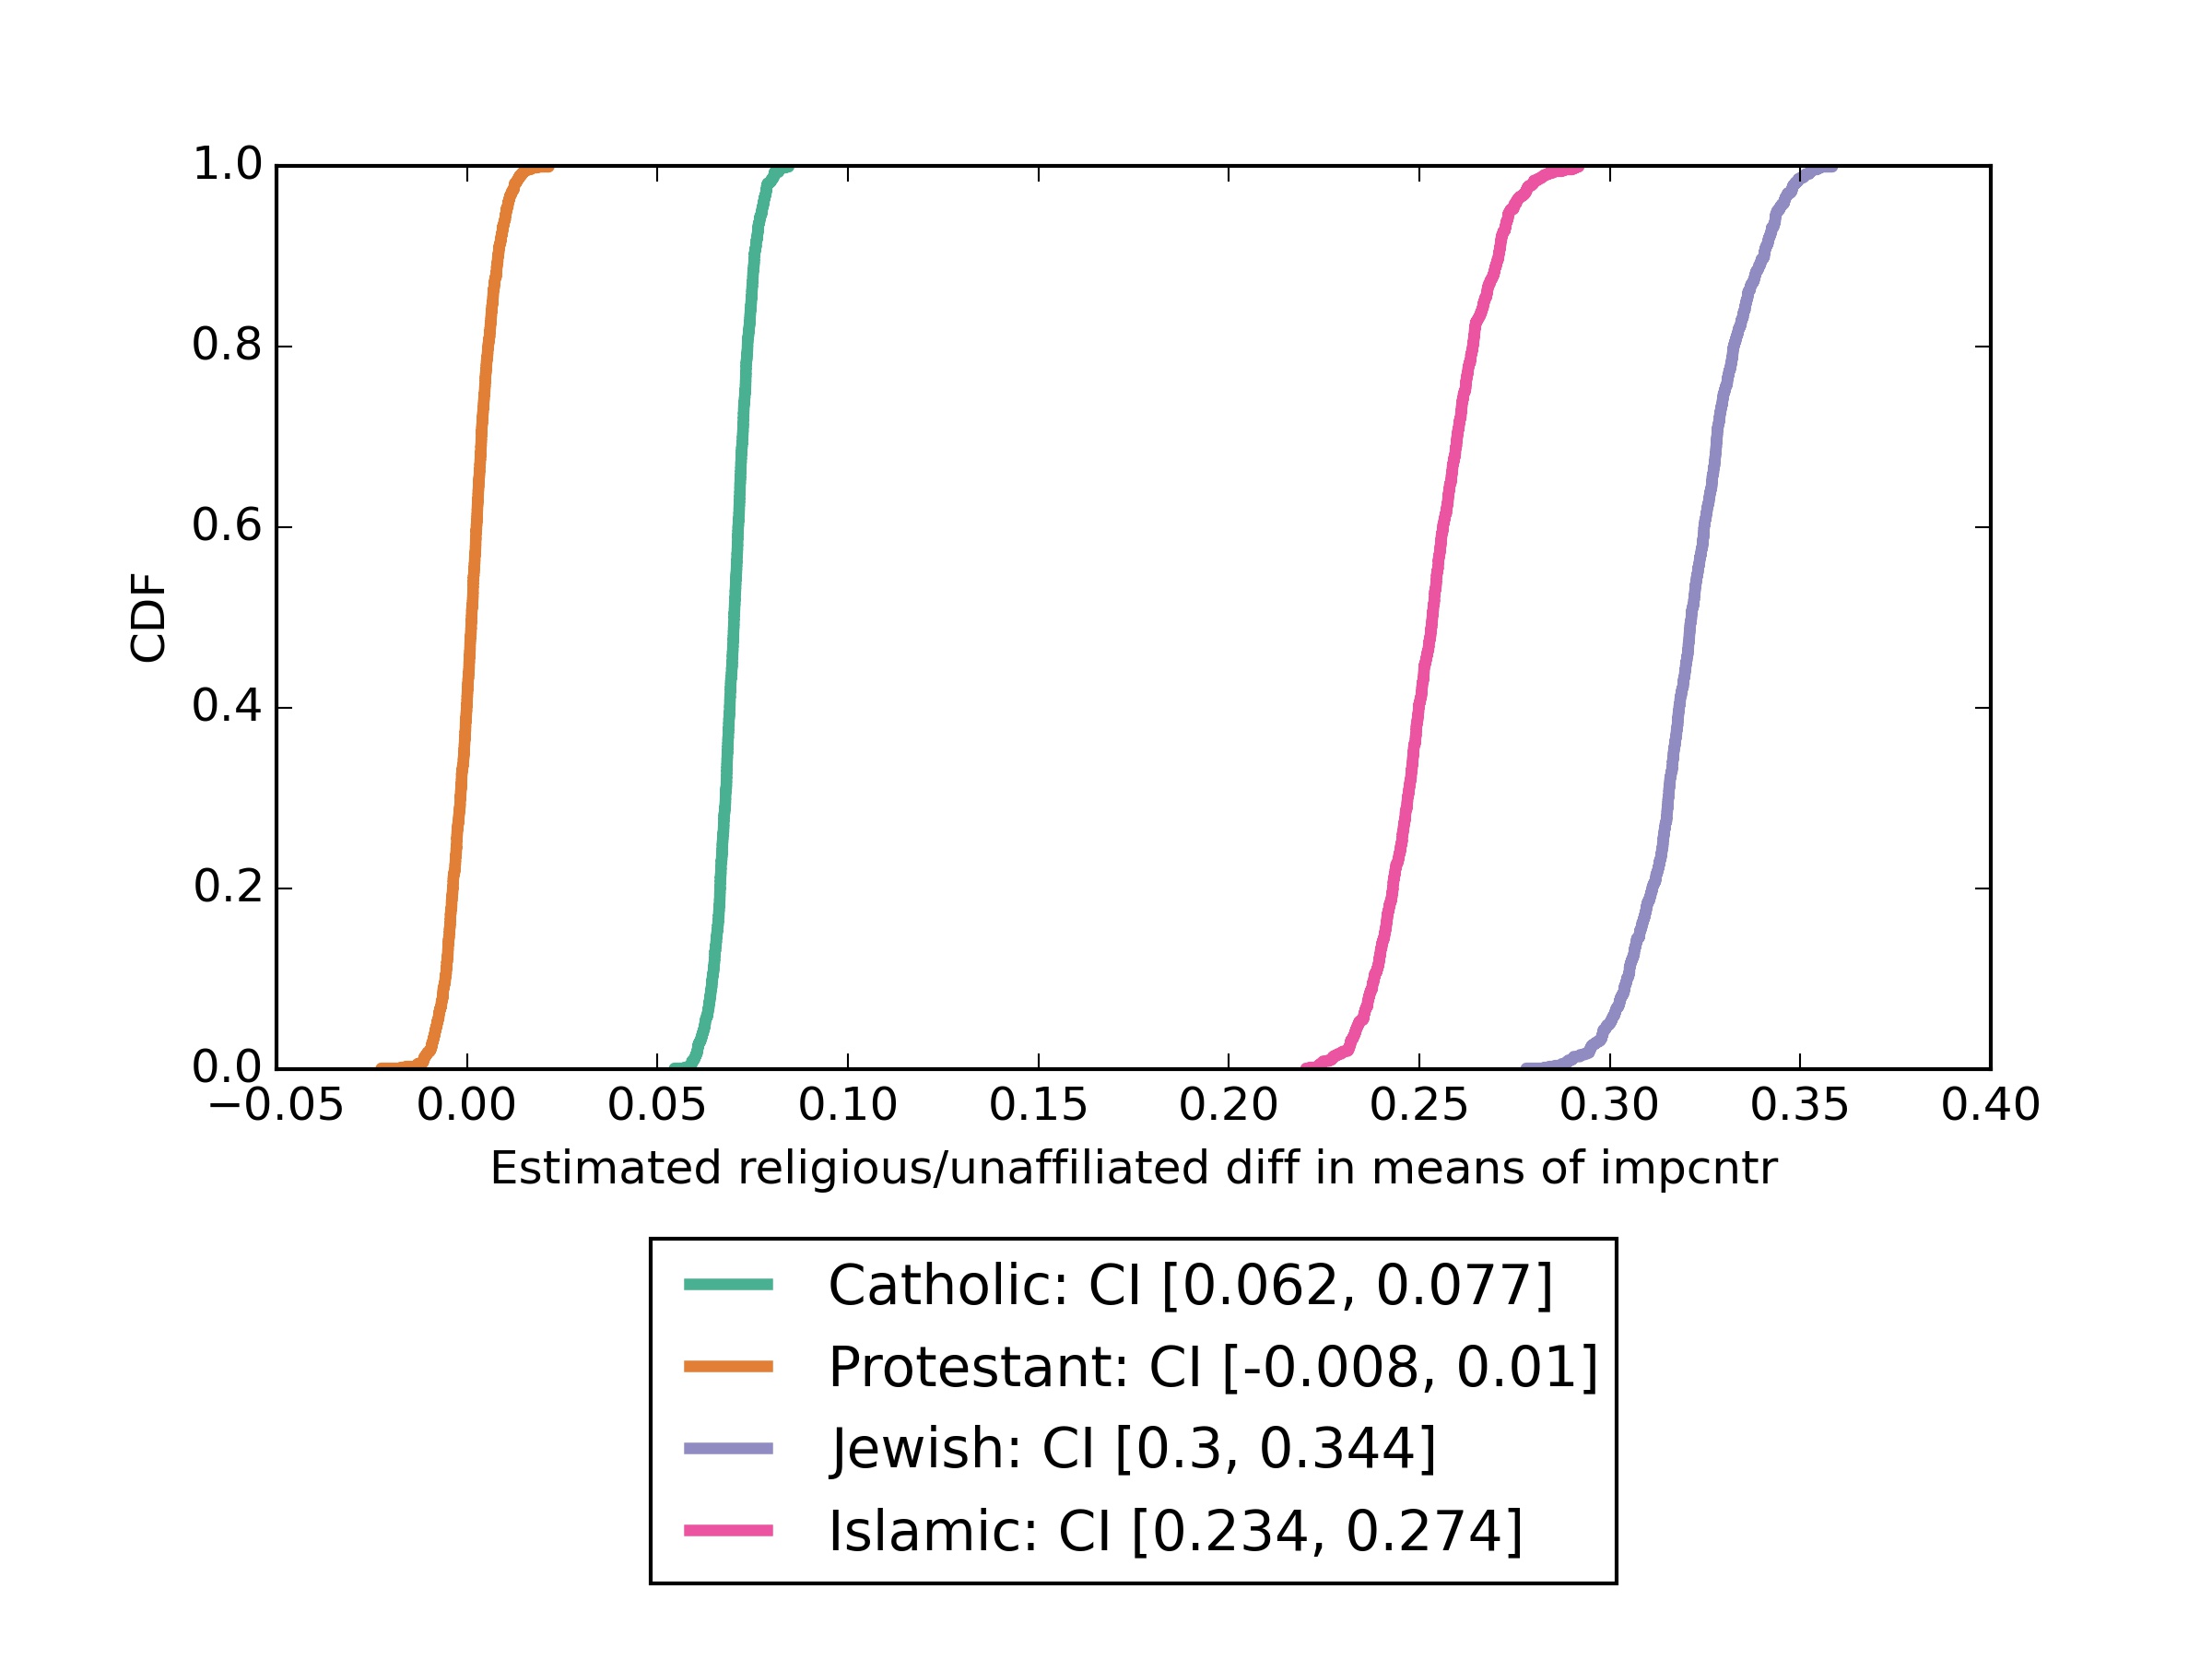 1.0
0.8
0.6
0.4
0.2
0.0
CDF
−0.05 0.00 0.05 0.10 0.15 0.20 0.25 0.30 0.35 0.40
Estimated religious/unaffiliated diff in means of impcntr
Catholic: CI [0.062, 0.077]
Protestant: CI [-0.008, 0.01]
Jewish: CI [0.3, 0.344]
Islamic: CI [0.234, 0.274]